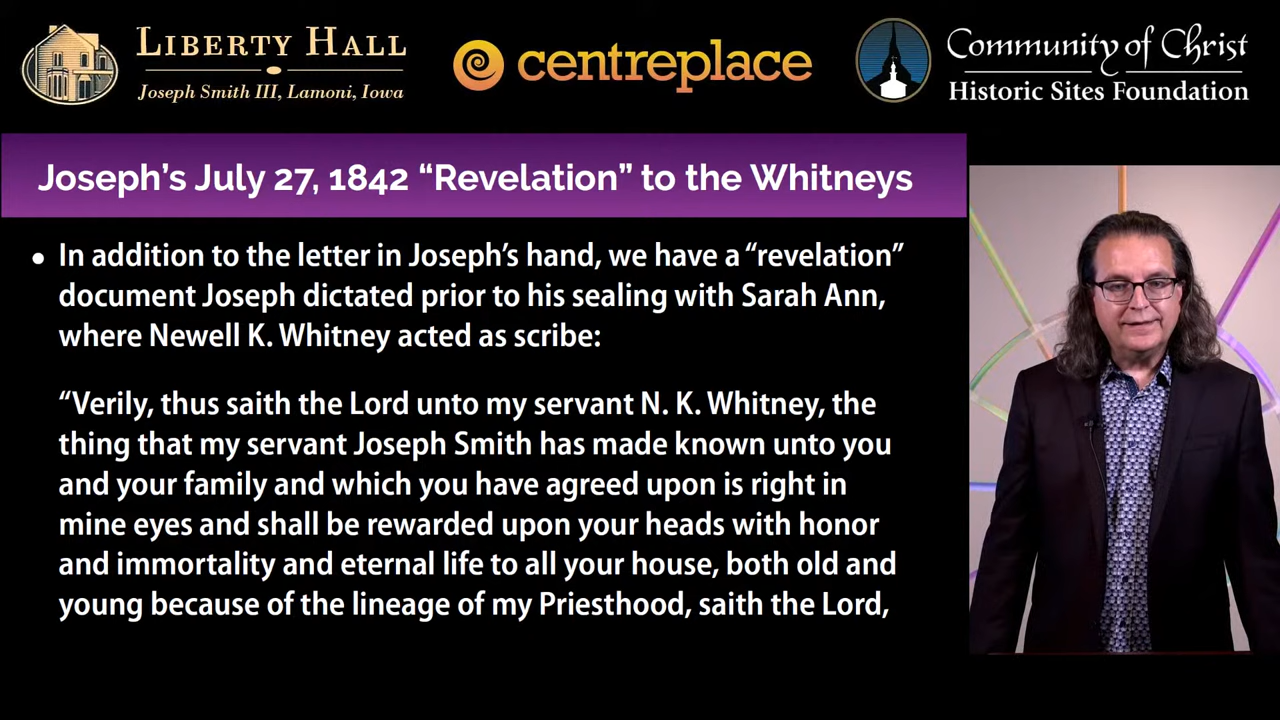 LIBERTY HALL
Joseph Smith III, Lamoni, Iowa
centreplace
Community of Christ
Historic Sites Foundation
Joseph's July 27, 1842 “Revelation” to the Whitneys
• In addition to the letter in Joseph's hand, we have a “revelation”
document Joseph dictated prior to his sealing with Sarah Ann,
where Newell K. Whitney acted as scribe:
“Verily, thus saith the Lord unto my servant N. K. Whitney, the
thing that my servant Joseph Smith has made known unto you
and your family and which you have agreed upon is right in
mine eyes and shall be rewarded upon your heads with honor
and immortality and eternal life to all your house, both old and
young because of the lineage of my Priesthood, saith the Lord,